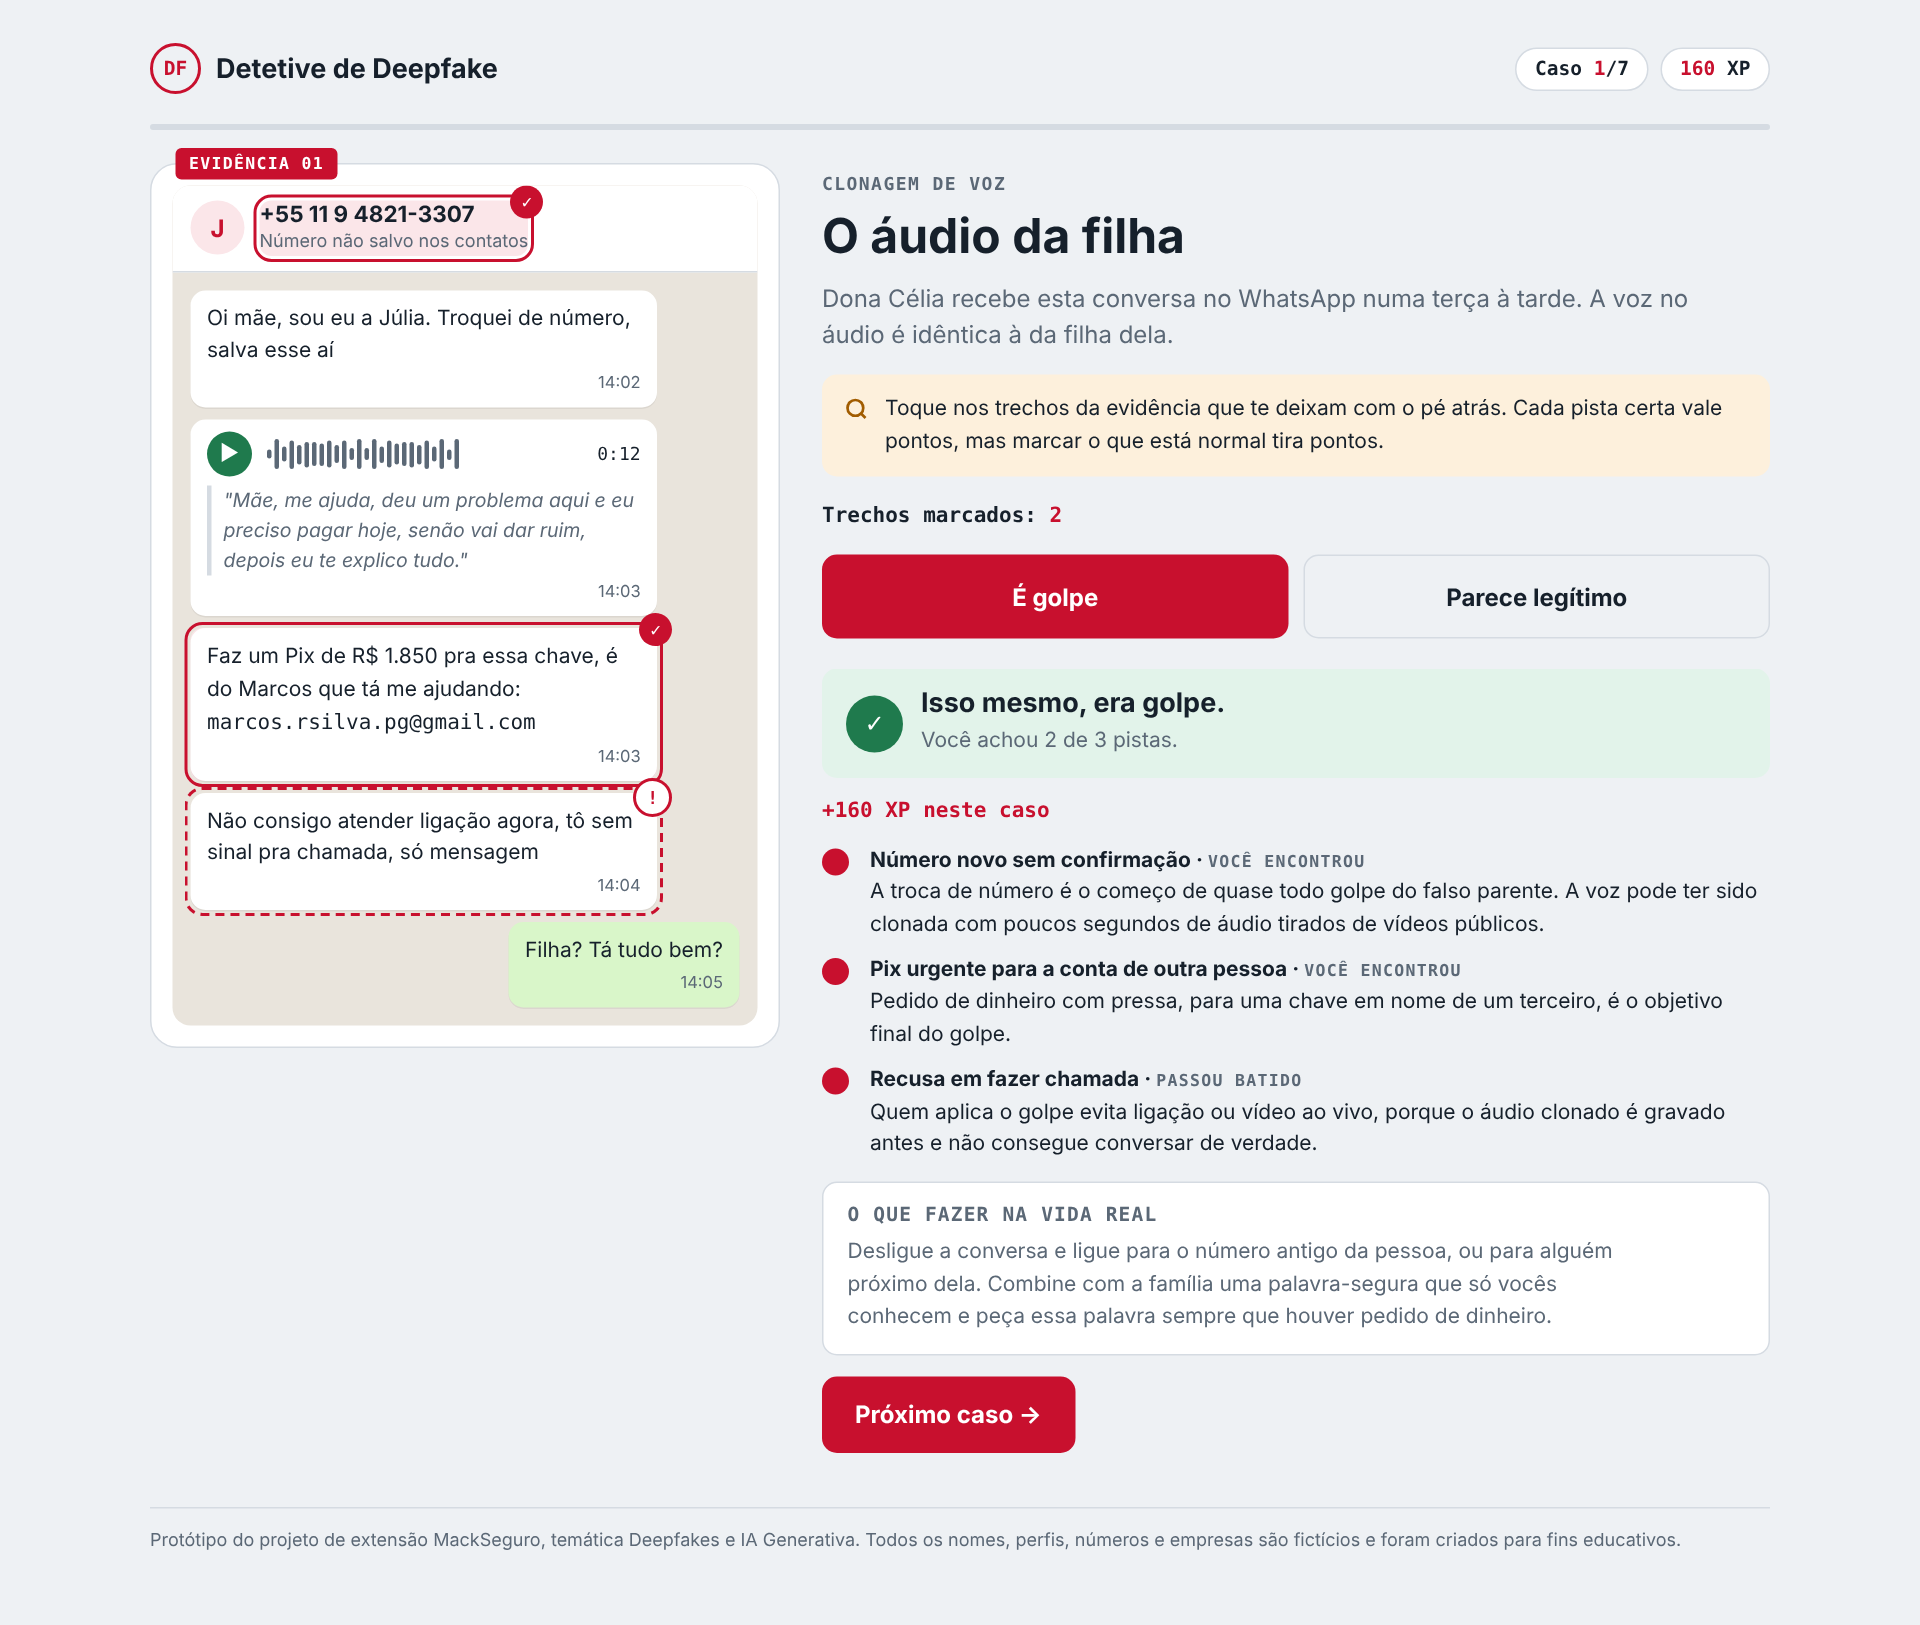 DF
Detetive de Deepfake
Caso 1/7
160 XP
EVIDÊNCIA 01
J
+55 11 9 4821-3307
Número não salvo nos contatos
Oi mãe, sou eu a Júlia. Troquei de número,
salva esse aí
14:02
0:12
"Mãe, me ajuda, deu um problema aqui e eu
preciso pagar hoje, senão vai dar ruim,
depois eu te explico tudo."
14:03
Faz um Pix de R$ 1.850 pra essa chave, é
do Marcos que tá me ajudando:
marcos.rsilva.pg@gmail.com
14:03
!
Não consigo atender ligação agora, tô sem
sinal pra chamada, só mensagem
14:04
Filha? Tá tudo bem?
14:05
CLONAGEM DE VOZ
O áudio da filha
Dona Célia recebe esta conversa no WhatsApp numa terça à tarde. A voz no
áudio é idêntica à da filha dela.
Toque nos trechos da evidência que te deixam com o pé atrás. Cada pista certa vale
pontos, mas marcar o que está normal tira pontos.
Trechos marcados: 2
É golpe
Parece legítimo
Isso mesmo, era golpe.
Você achou 2 de 3 pistas.
+160 XP neste caso
Número novo sem confirmação · VOCÊ ENCONTROU
A troca de número é o começo de quase todo golpe do falso parente. A voz pode ter sido
clonada com poucos segundos de áudio tirados de vídeos públicos.
Pix urgente para a conta de outra pessoa · VOCÊ ENCONTROU
Pedido de dinheiro com pressa, para uma chave em nome de um terceiro, é o objetivo
final do golpe.
Recusa em fazer chamada · PASSOU BATIDO
Quem aplica o golpe evita ligação ou vídeo ao vivo, porque o áudio clonado é gravado
antes e não consegue conversar de verdade.
O QUE FAZER NA VIDA REAL
Desligue a conversa e ligue para o número antigo da pessoa, ou para alguém
próximo dela. Combine com a família uma palavra-segura que só vocês
conhecem e peça essa palavra sempre que houver pedido de dinheiro.
Próximo caso →
Protótipo do projeto de extensão MackSeguro, temática Deepfakes e IA Generativa. Todos os nomes, perfis, números e empresas são fictícios e foram criados para fins educativos.